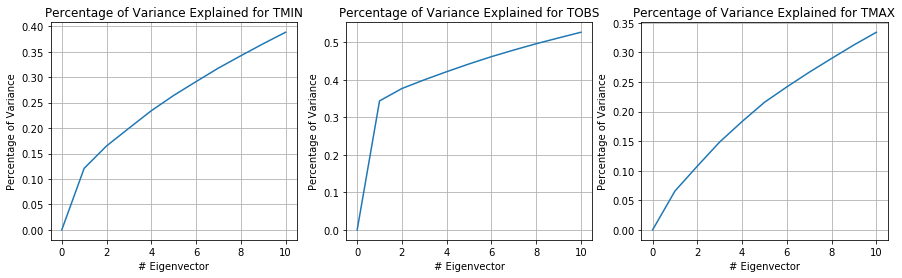 Percentage of Variance Explained for TMIN
0.40
0.35
0.30
0.25
0.20
0.15
0.10
0.05
0.00
Percentage of Variance
0 2 4 6 8 10
# Eigenvector
Percentage of Variance Explained for TOBS
0.5
0.4
0.3
0.2
0.1
0.0
Percentage of Variance
0 2 4 6 8 10
# Eigenvector
Percentage of Variance Explained for TMAX
0.35
0.30
0.25
0.20
0.15
0.10
0.05
0.00
Percentage of Variance
0 2 4 6 8 10
# Eigenvector